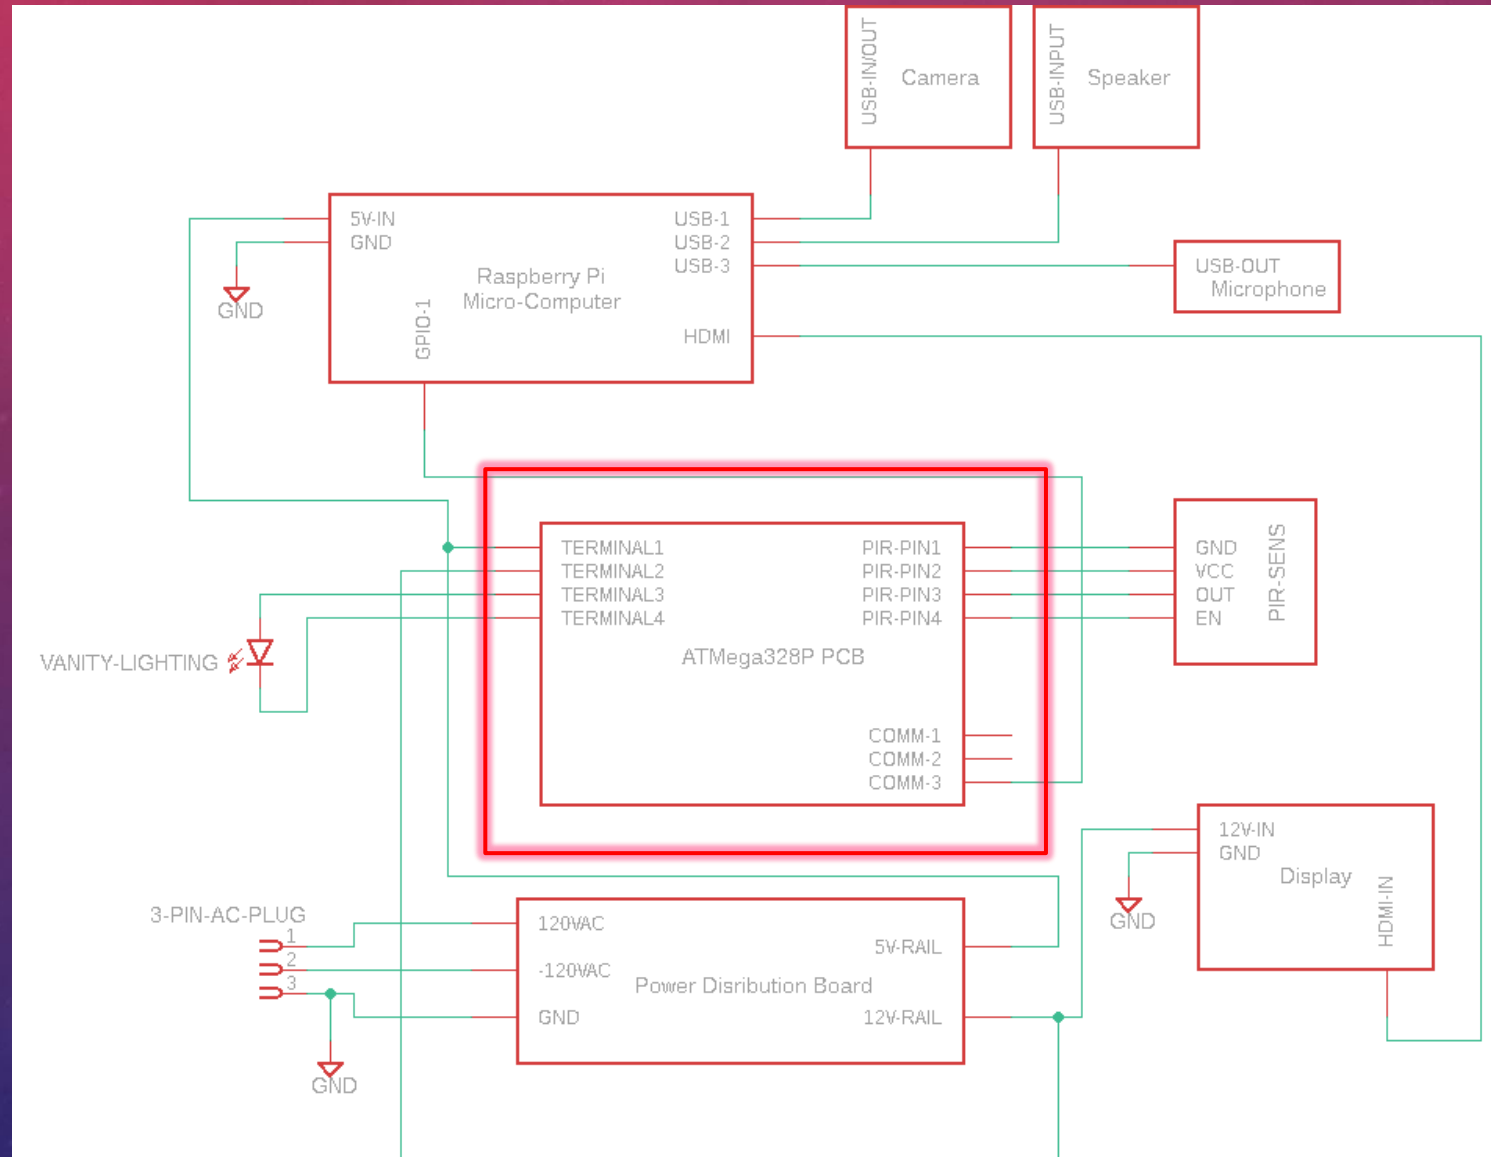 USB-IN/OUT
Camera
USB-INPUT
Speaker
5V-IN
GND
USB-1
USB-2
USB-3
Raspberry Pi
Micro-Computer
GPIO-1
HDMI
GND
USB-OUT
Microphone
TERMINAL1
TERMINAL2
TERMINAL3
TERMINAL4
PIR-PIN1
PIR-PIN2
PIR-PIN3
PIR-PIN4
ATMega328P PCB
COMM-1
COMM-2
COMM-3
GND
VCC
OUT
EN
PIR-SENS
VANITY-LIGHTING
12V-IN
GND
Display
HDMI-IN
GND
3-PIN-AC-PLUG
1
2
3
GND
120VAC
-120VAC
GND
Power Disribution Board
5V-RAIL
12V-RAIL